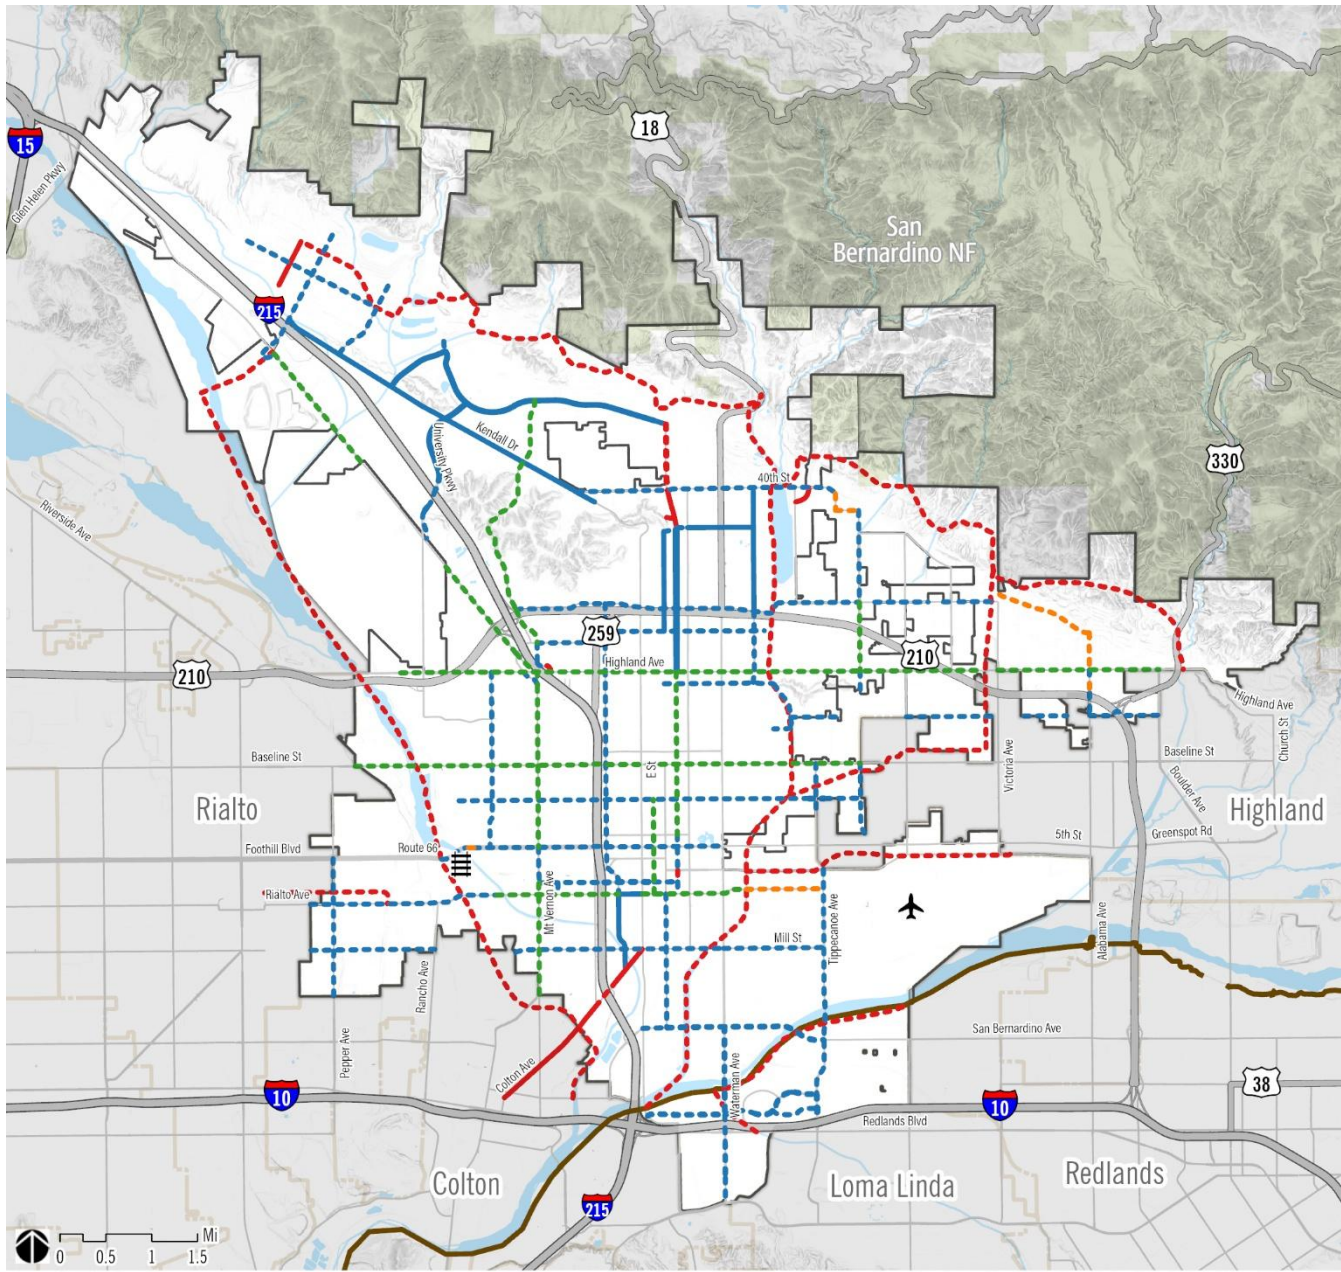 18
15
Glen Helen Pkwy
San
Bernardino NF
215
Kendall Dr
University Pkwy
40th St
330
Riverside Ave
259
210
210
Highland Ave
Highland Ave
Church St
Baseline St
E St
Victoria Ave
Baseline St
Boulder Ave
Rialto
Highland
5th St
Greenspot Rd
Foothill Blvd
Route 66
Rialto Ave
Mt Vernon Ave
Tippecanoe Ave
Mill St
Alabama Ave
Rancho Ave
San Bernardino Ave
Pepper Ave
Colton Ave
Waterman Ave
38
10
10
Redlands Blvd
Colton
Loma Linda
Redlands
215
Mi
0 0.5 1 1.5